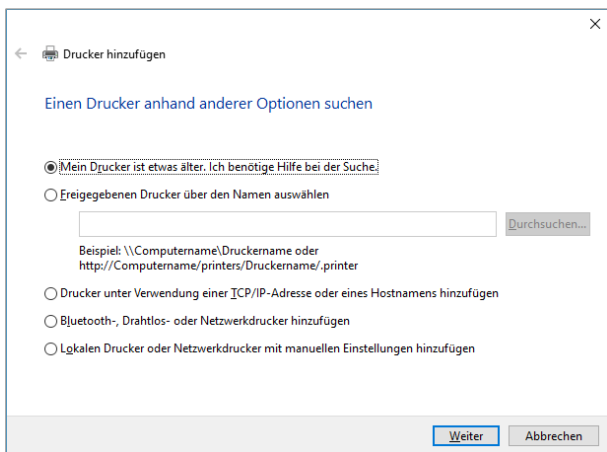 Drucker hinzufügen
Einen Drucker anhand anderer Optionen suchen
Mein Drucker ist etwas älter. Ich benötige Hilfe bei der Suche.
Freigegebenen Drucker über den Namen auswählen
Durchsuchen...
Beispiel: \\Computername\Druckername oder
http://Computername/printers/Druckername/.printer
Drucker unter Verwendung einer TCP/IP-Adresse oder eines Hostnamens hinzufügen
Bluetooth-, Drahtlos- oder Netzwerkdrucker hinzufügen
Lokalen Drucker oder Netzwerkdrucker mit manuellen Einstellungen hinzufügen
Weiter Abbrechen